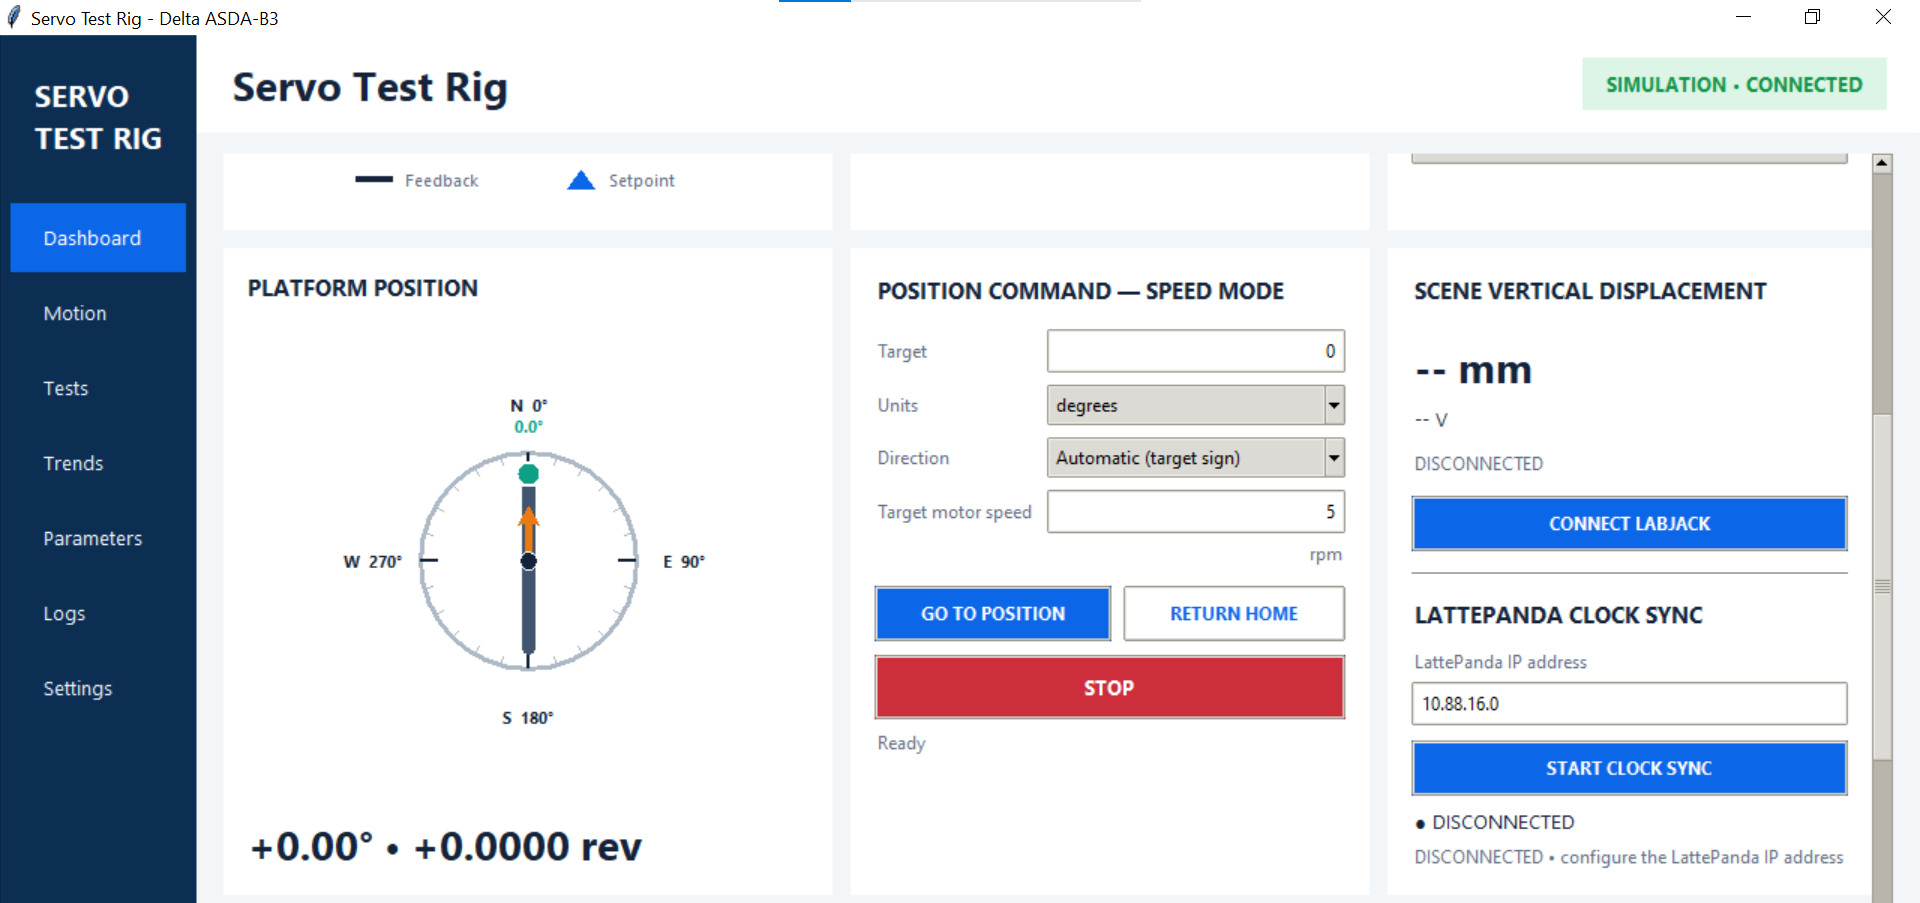 Servo Test Rig - Delta ASDA-B3
SERVO
TEST RIG
Dashboard
Motion
Tests
Trends
Parameters
Logs
Settings
Servo Test Rig
SIMULATION • CONNECTED
Feedback
Setpoint
PLATFORM POSITION
N 0°
0.0°
W 270°
E 90°
S 180°
+0.00° • +0.0000 rev
POSITION COMMAND — SPEED MODE
Target
0
Units
degrees
Direction
Automatic (target sign)
Target motor speed
5
rpm
GO TO POSITION
RETURN HOME
STOP
Ready
SCENE VERTICAL DISPLACEMENT
-- mm
-- V
DISCONNECTED
CONNECT LABJACK
LATTEPANDA CLOCK SYNC
LattePanda IP address
10.88.16.0
START CLOCK SYNC
● DISCONNECTED
DISCONNECTED • configure the LattePanda IP address